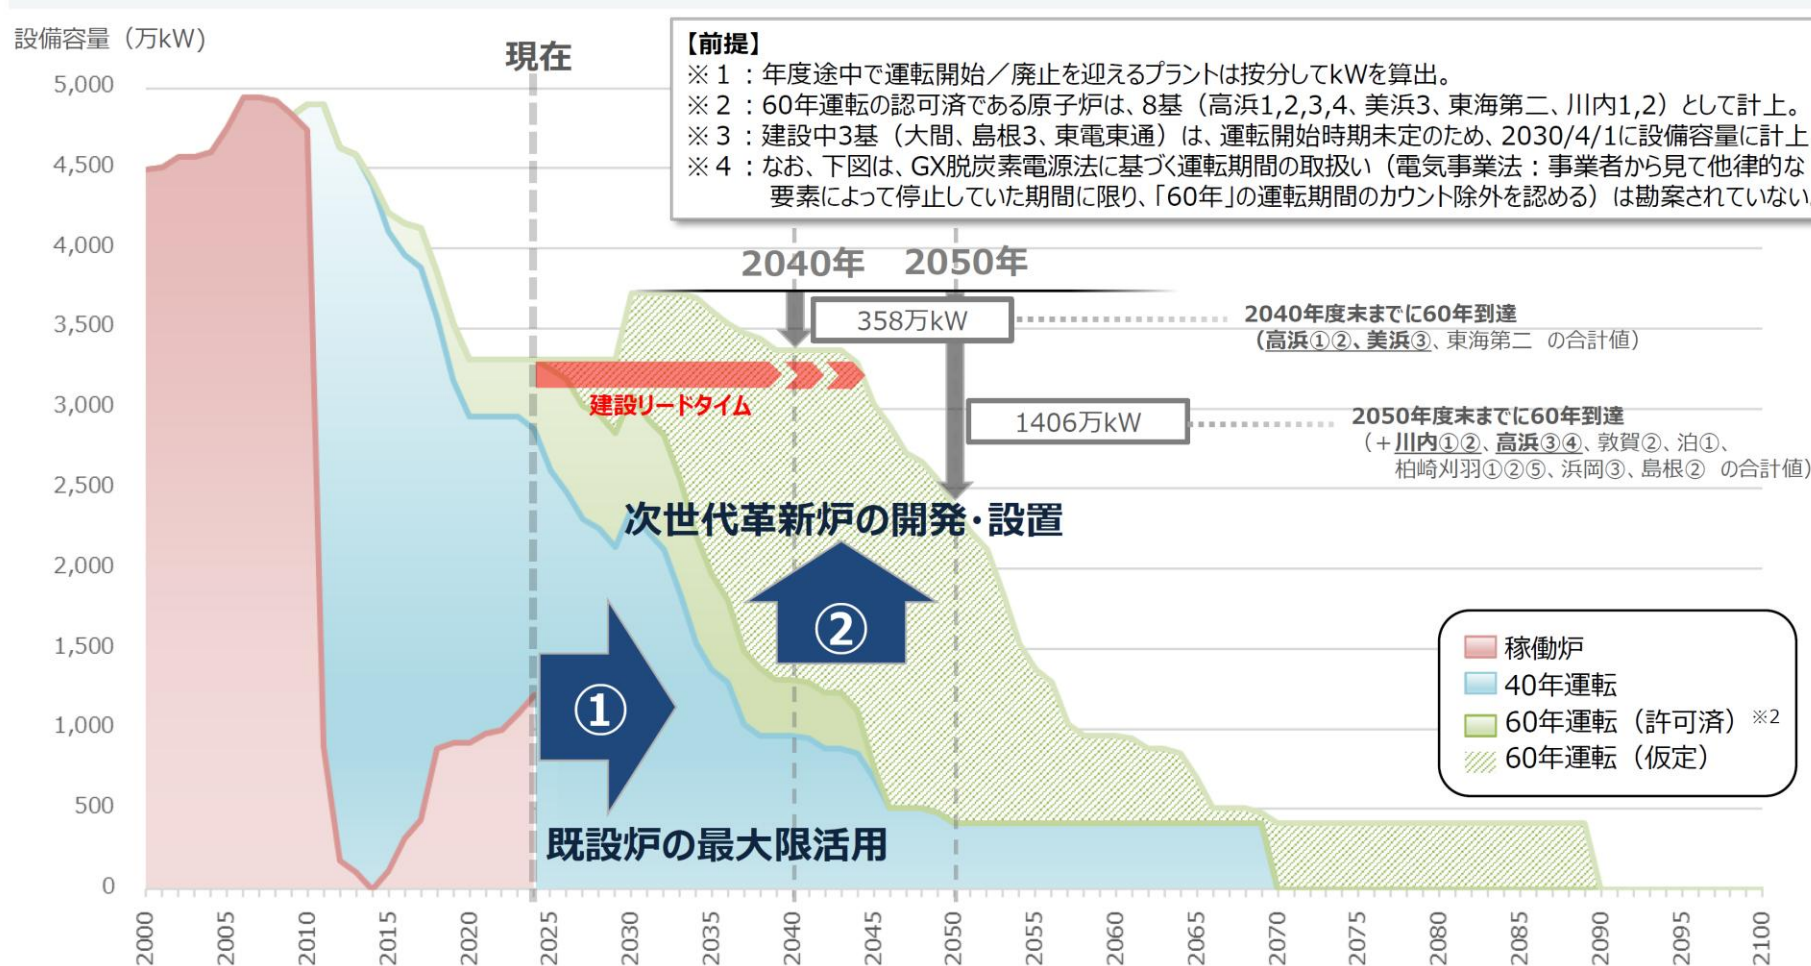 設備容量（万kW)
現在
【前提】
※１：年度途中で運転開始／廃止を迎えるプラントは按分してkWを算出。
※２：60年運転の認可済である原子炉は、8基（高浜1,2,3,4、美浜3、東海第二、川内1,2）として計上。
※３：建設中3基（大間、島根3、東電東通）は、運転開始時期未定のため、2030/4/1に設備容量に計上
※４：なお、下図は、GX脱炭素電源法に基づく運転期間の取扱い（電気事業法：事業者から見て他律的な
要素によって停止していた期間に限り、「60年」の運転期間のカウント除外を認める）は勘案されていない。
5,000
4,500
4,000
3,500
3,000
2,500
2,000
1,500
1,000
500
0
2040年
2050年
358万kW
2040年度末までに60年到達
（高浜①②、美浜③、東海第二 の合計値）
建設リードタイム
1406万kW
2050年度末までに60年到達
（＋川内①②、高浜③④、敦賀②、泊①、
柏崎刈羽①②⑤、浜岡③、島根② の合計値）
次世代革新炉の開発・設置
②
①
既設炉の最大限活用
稼働炉
40年運転
60年運転（許可済）※2
60年運転（仮定）
2000
2005
2010
2015
2020
2025
2030
2035
2040
2045
2050
2055
2060
2065
2070
2075
2080
2085
2090
2095
2100